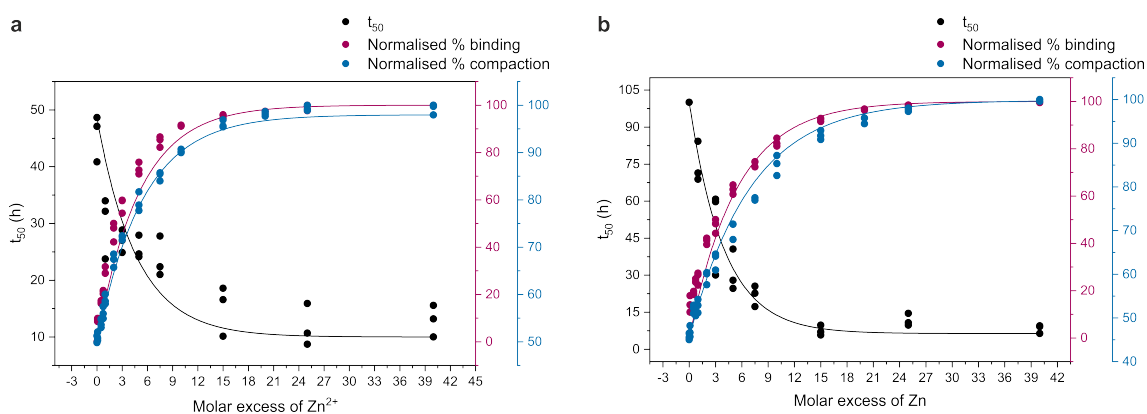 a
t50
Normalised % binding
Normalised % compaction
50
40
30
20
10
t50 (h)
-3 0 3 6 9 12 15 18 21 24 27 30 33 36 39 42 45
Molar excess of Zn2+
100
80
60
40
20
0
100
90
80
70
60
50
b
t50
Normalised % binding
Normalised % compaction
105
90
75
60
45
30
15
0
t50 (h)
-3 0 3 6 9 12 15 18 21 24 27 30 33 36 39 42
Molar excess of Zn
100
80
60
40
20
0
100
90
80
70
60
50
40